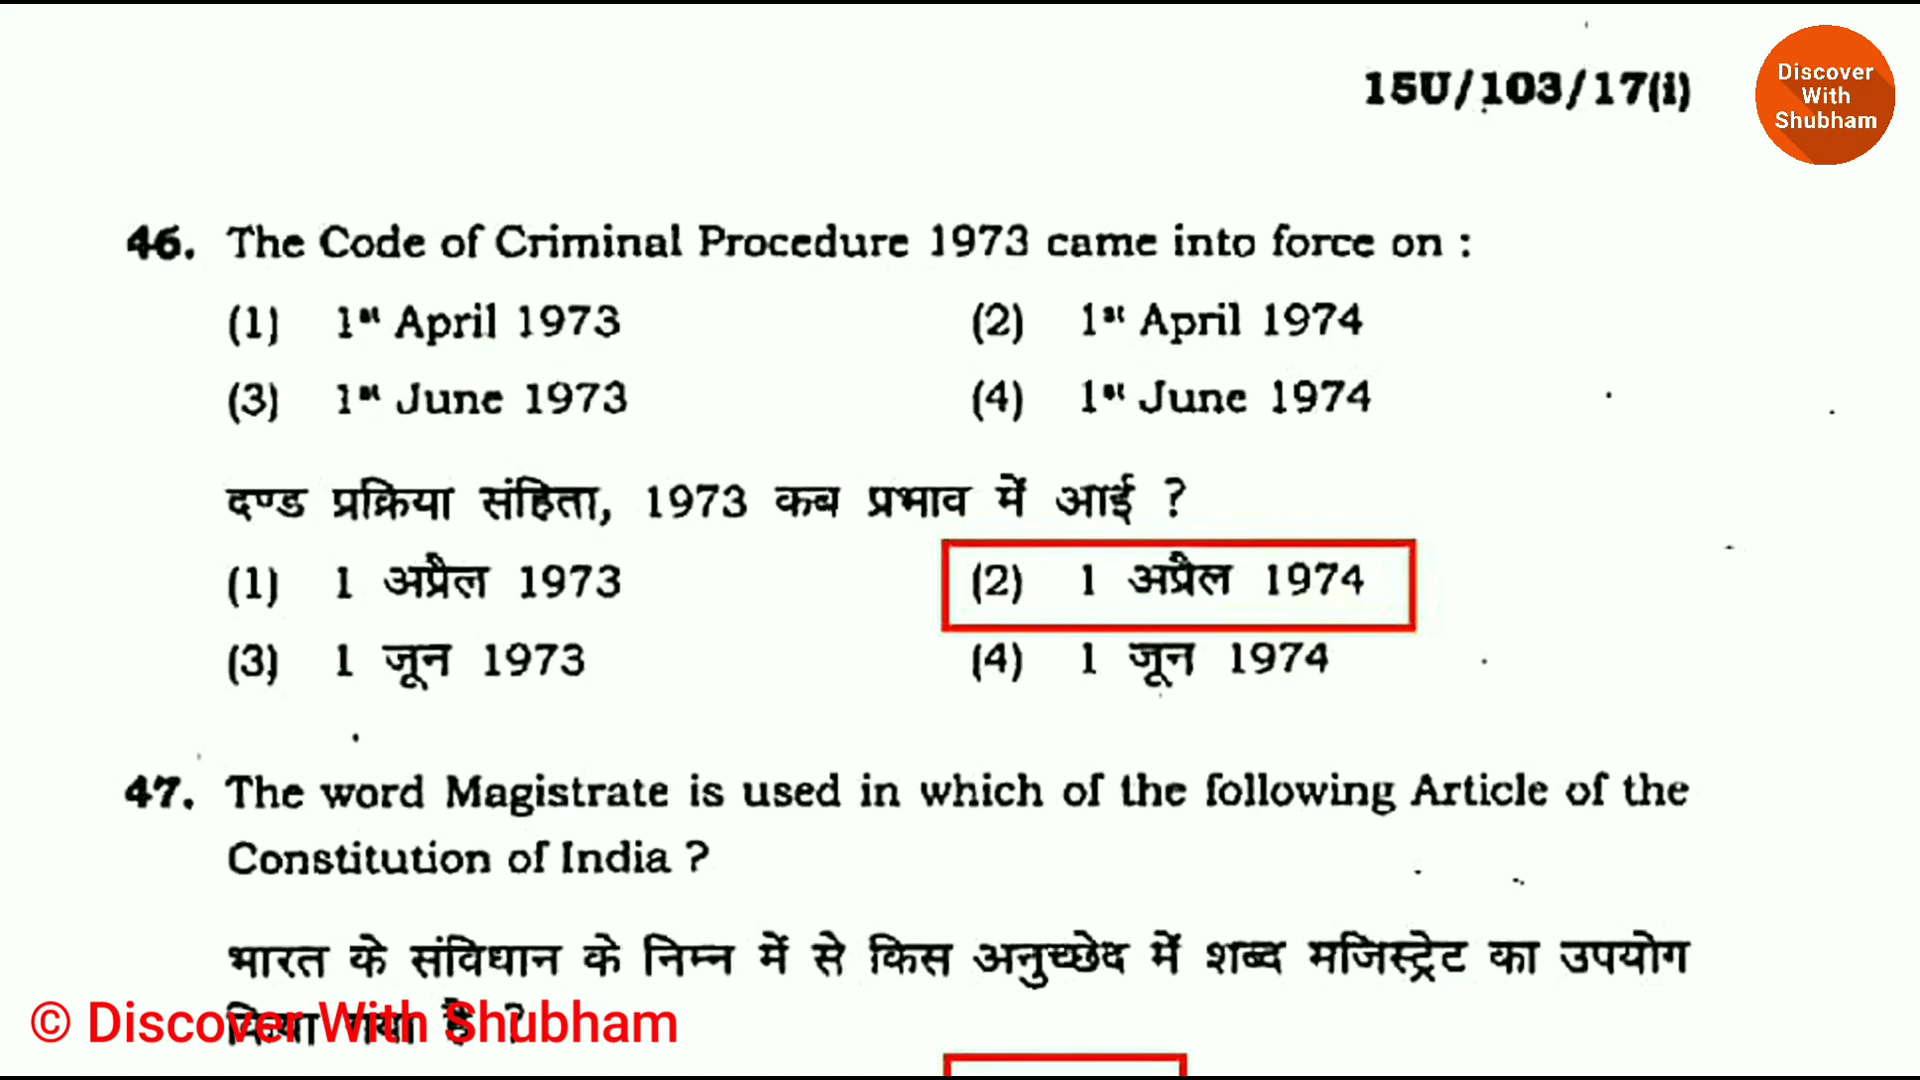 15U/103/17(i)
Discover
With
Shubham
46. The Code of Criminal Procedure 1973 came into force on :
(1) 1st April 1973 (2) 1st April 1974
(3) 1st June 1973 (4) 1st June 1974
दण्ड प्रक्रिया संहिता, 1973 कब प्रभाव में आई ?
(1) 1 अप्रैल 1973 (2) 1 अप्रैल 1974
(3) 1 जून 1973 (4) 1 जून 1974
47. The word Magistrate is used in which of the following Article of the
Constitution of India ?
भारत के संविधान के निम्न में से किस अनुच्छेद में शब्द मजिस्ट्रेट का उपयोग
किया गया है ?
© Discover With Shubham